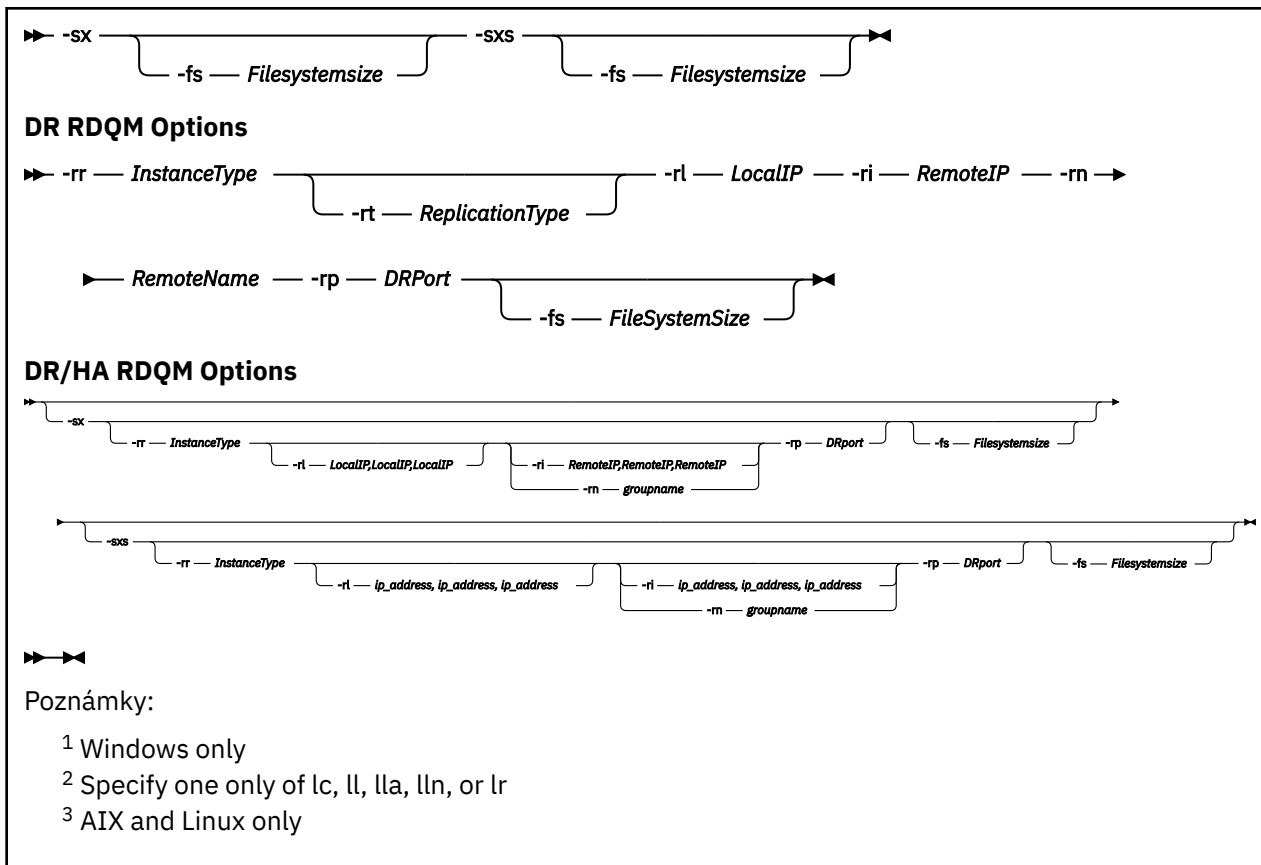 -sx -sxs
-fs Filesystemsize -fs Filesystemsize
DR RDQM Options
-rr InstanceType -rl LocalIP -ri RemoteIP -rn
-rt ReplicationType
RemoteName -rp DRPort
-fs FileSystemSize
DR/HA RDQM Options
-sx
-rr InstanceType -rp DRport -fs Filesystemsize
-rl LocalIP,LocalIP,LocalIP -ri RemoteIP,RemoteIP,RemoteIP
-rn groupname
-sxs
-rr InstanceType -rp DRport -fs Filesystemsize
-rl ip_address, ip_address, ip_address -ri ip_address, ip_address, ip_address
-rn groupname
Poznámky:
1 Windows only
2 Specify one only of lc, ll, lla, lln, or lr
3 AIX and Linux only